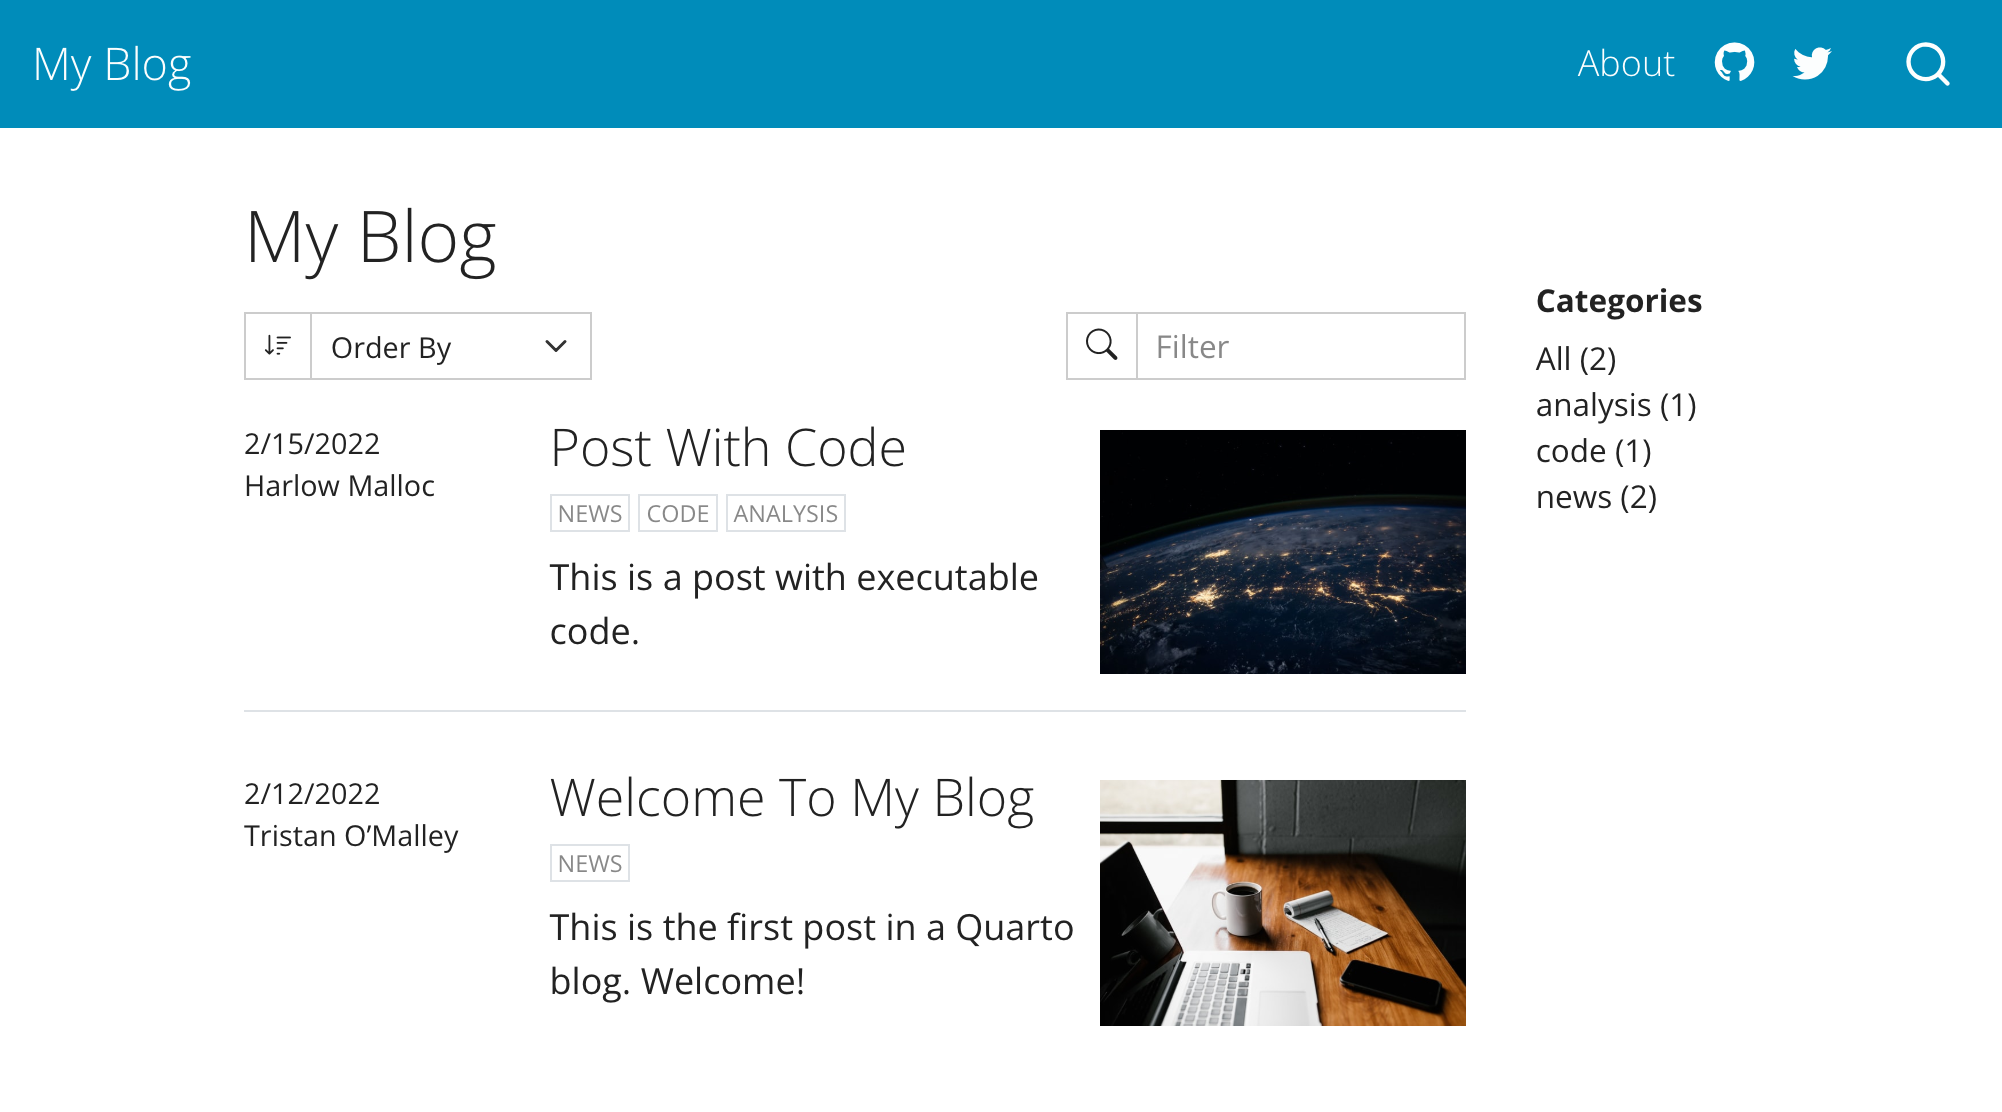 My Blog
About
My Blog
Order By
Filter
2/15/2022
Harlow Malloc
Post With Code
NEWS CODE ANALYSIS
This is a post with executable
code.
2/12/2022
Tristan O’Malley
Welcome To My Blog
NEWS
This is the first post in a Quarto
blog. Welcome!
Categories
All (2)
analysis (1)
code (1)
news (2)